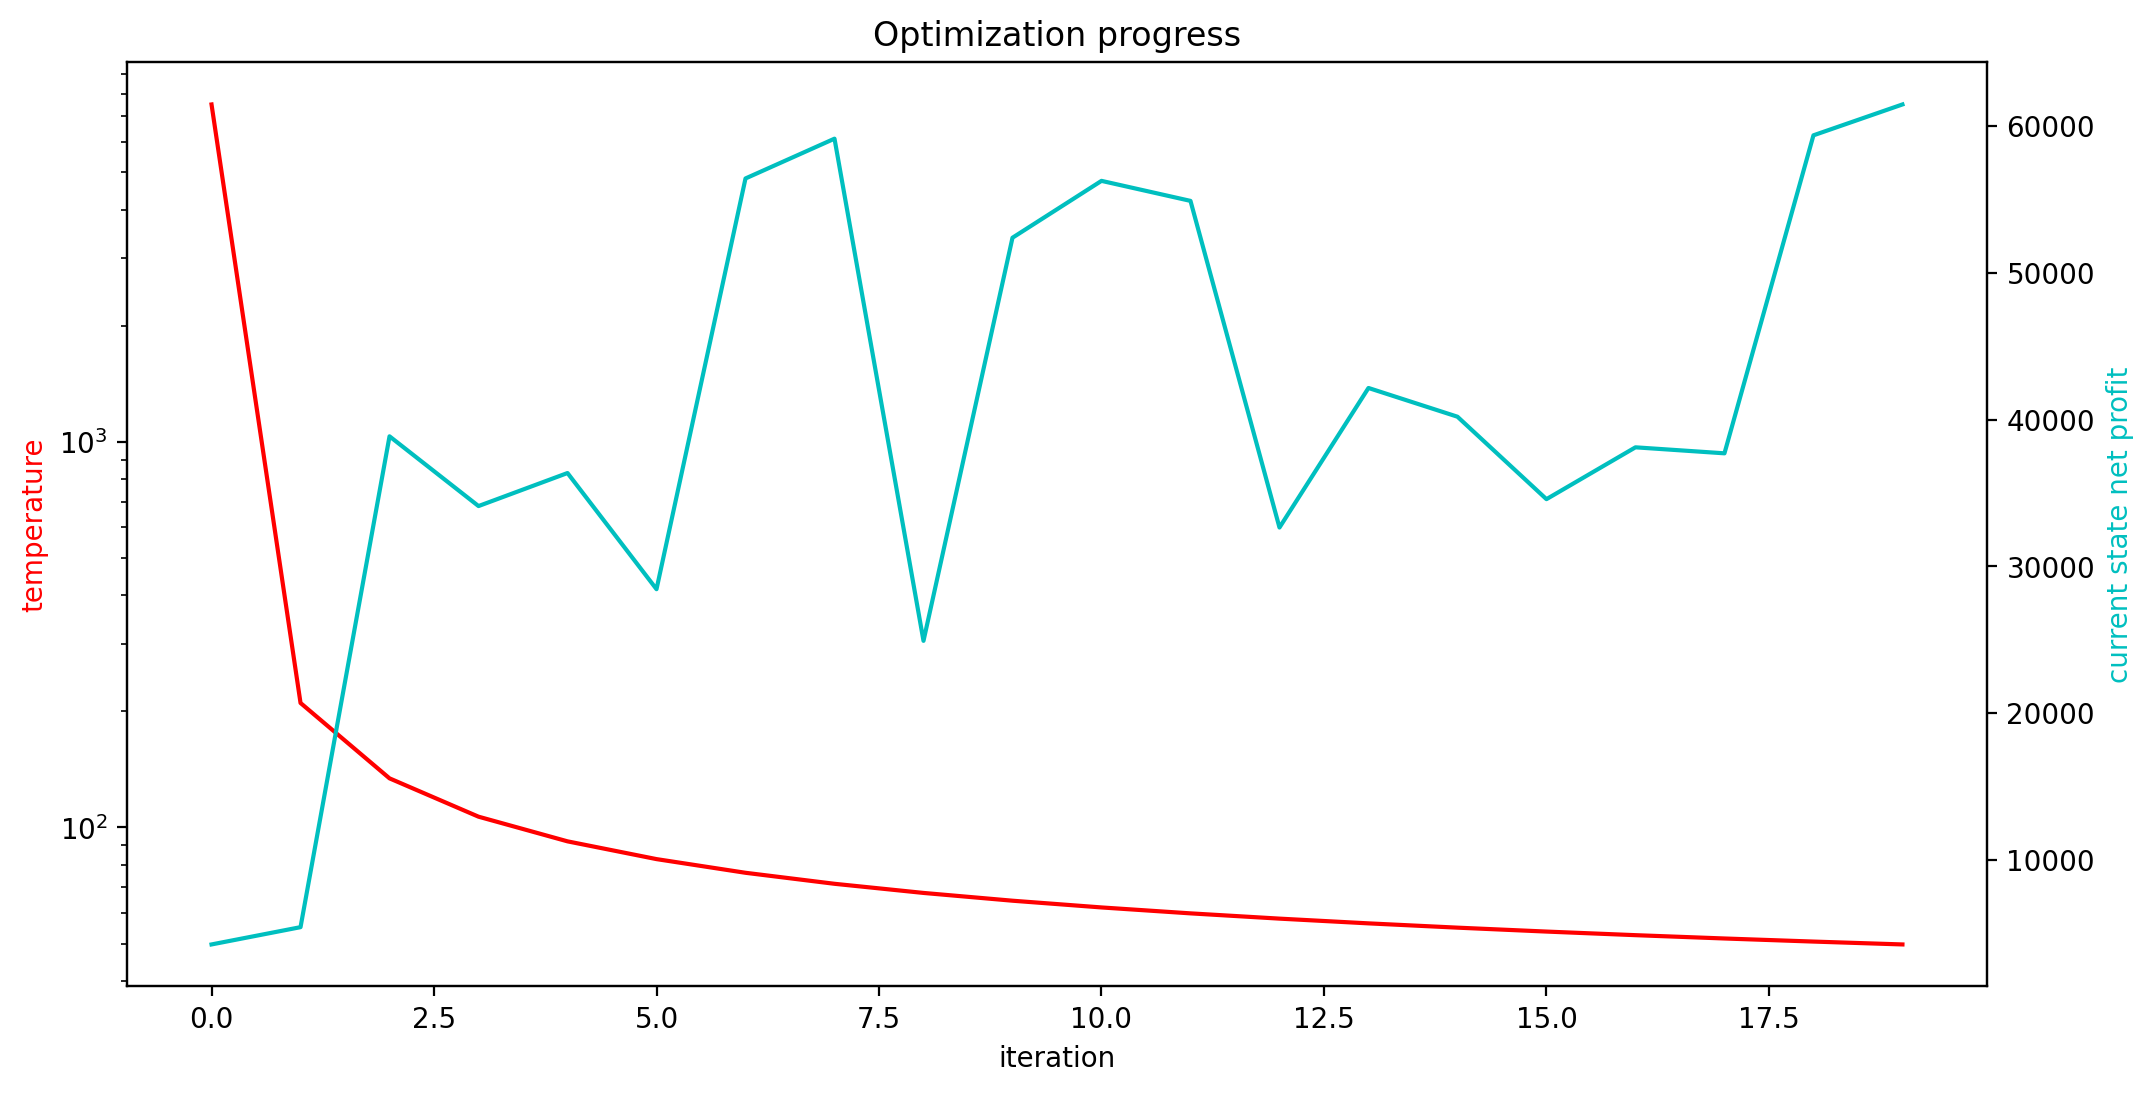 Optimization progress
temperature
10³
10²
60000
50000
40000
30000
20000
10000
current state net profit
0.0 2.5 5.0 7.5 10.0 12.5 15.0 17.5
iteration